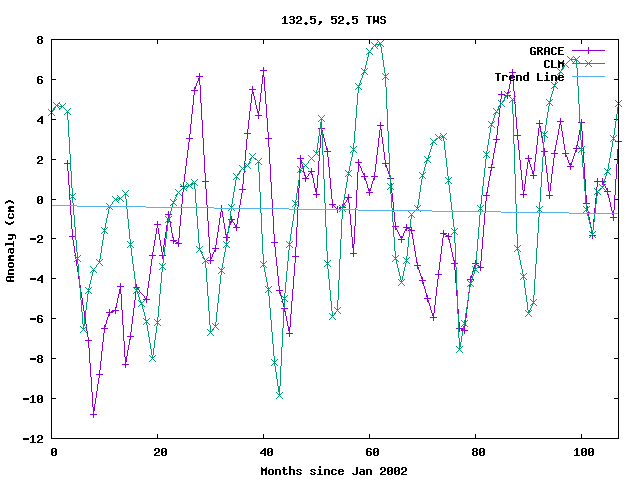 132.5, 52.5 TWS
GRACE
CLM
Trend Line
8
6
4
2
0
-2
-4
-6
-8
-10
-12
Anomaly (cm)
0 20 40 60 80 100
Months since Jan 2002